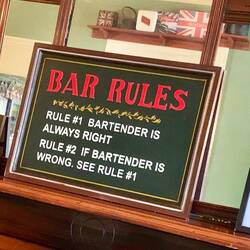 BAR RULES
RULE #1 BARTENDER IS
ALWAYS RIGHT
RULE #2 IF BARTENDER IS
WRONG. SEE RULE #1